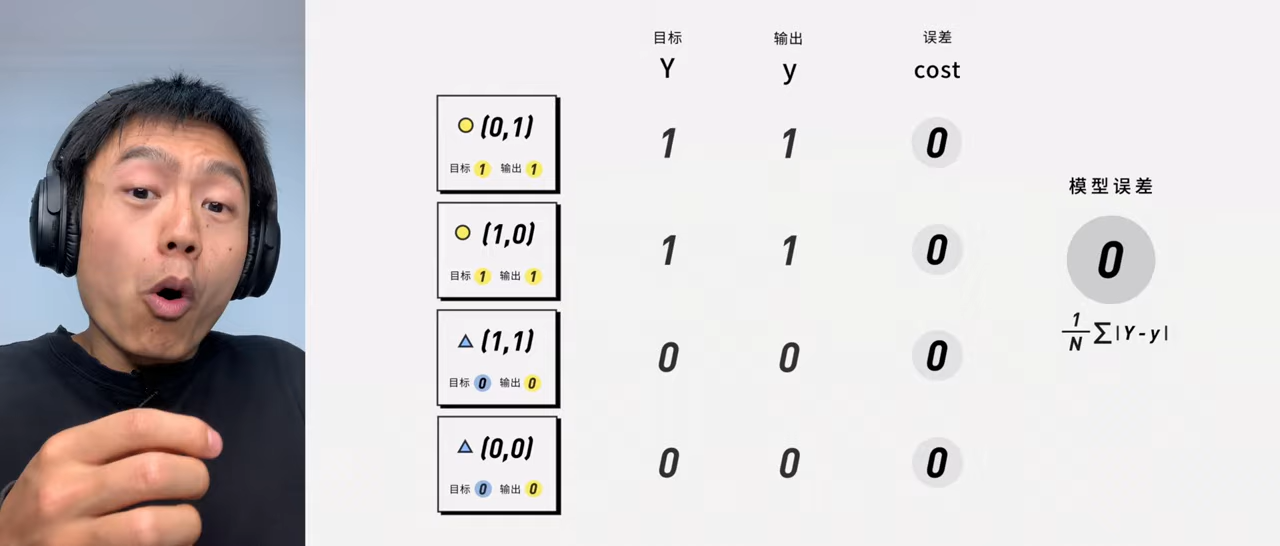 目标 输出 误差
Y y cost
(0,1) 1 1 0
目标 1 输出 1
模型误差
(1,0) 1 1 0
目标 1 输出 1
0
1/N ∑|Y-y|
(1,1) 0 0 0
目标 0 输出 0
(0,0) 0 0 0
目标 0 输出 0